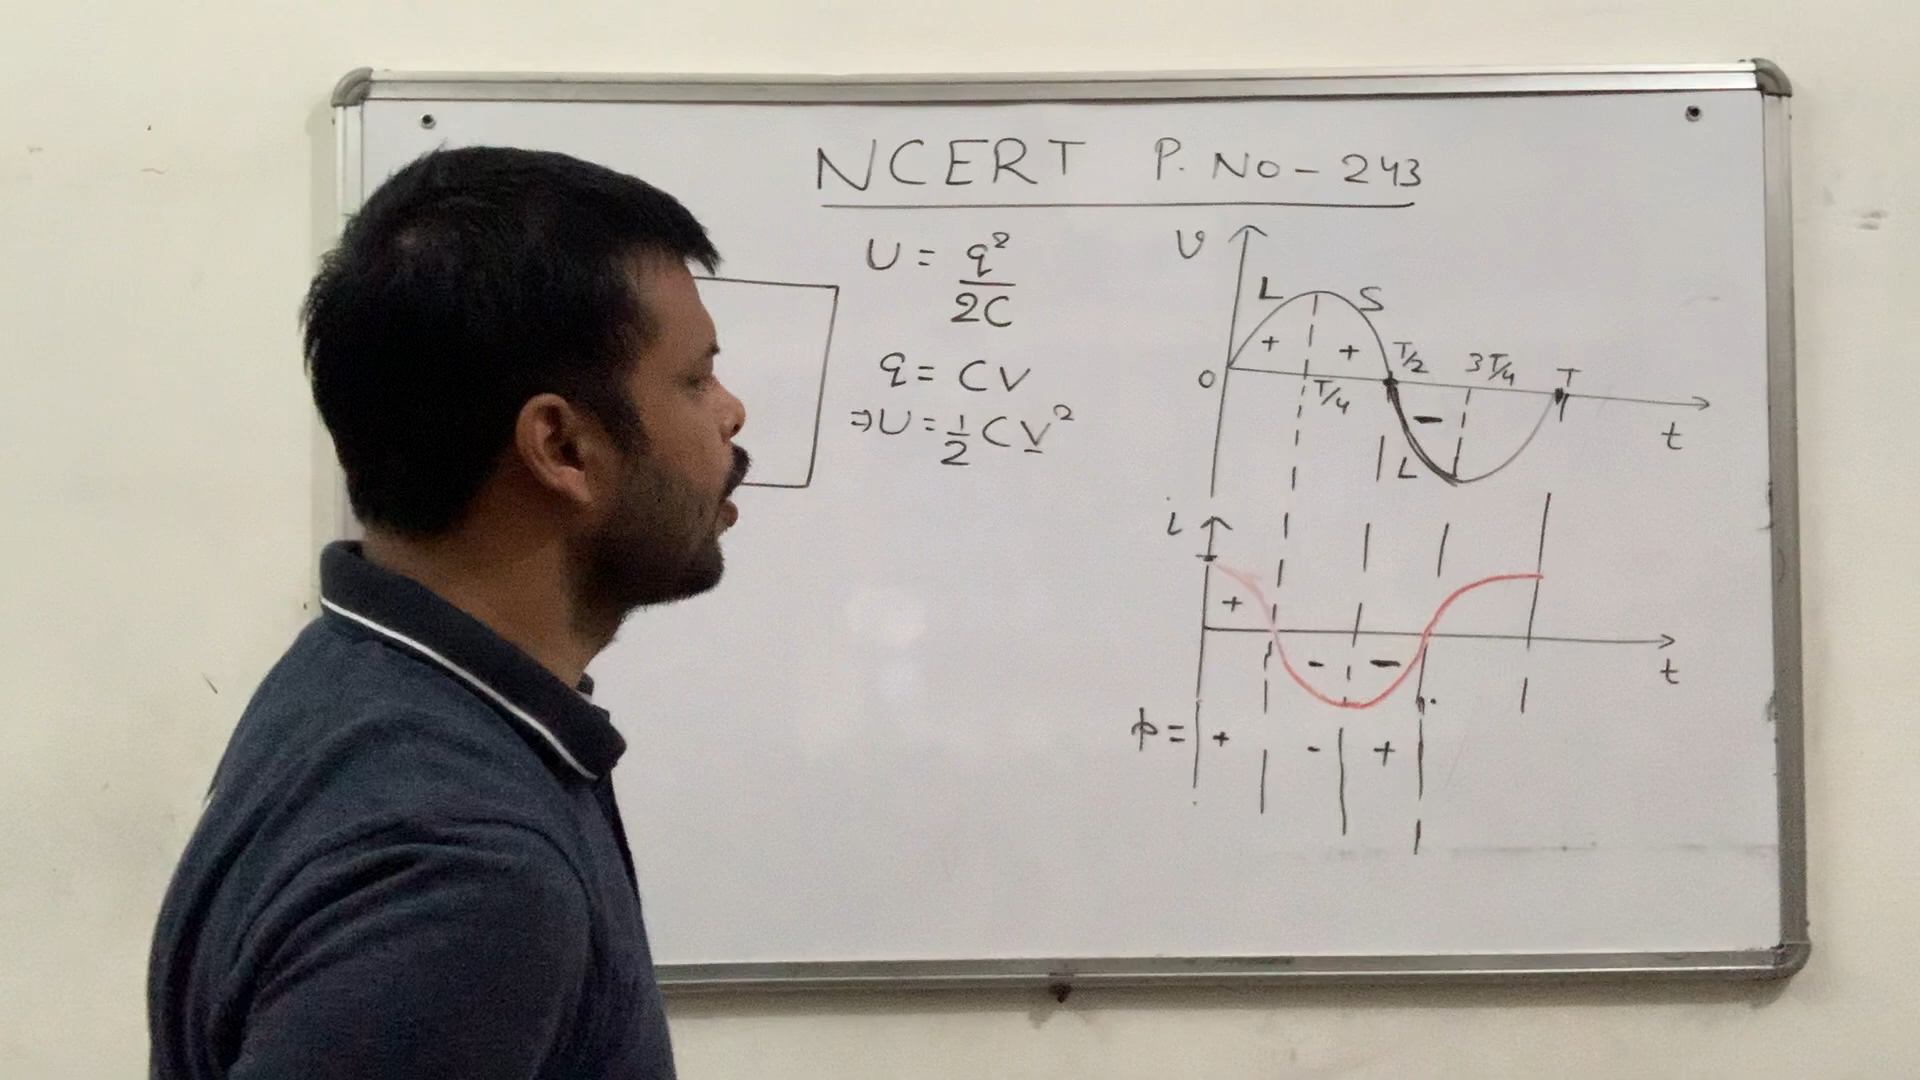 NCERT P. No - 243
U = q²/2C
q = CV
⇒ U = 1/2 CV²
v
L S
+ +
0 T/4 T/2 3T/4 T
-
L
t
i
+
- -
t
p = + - +